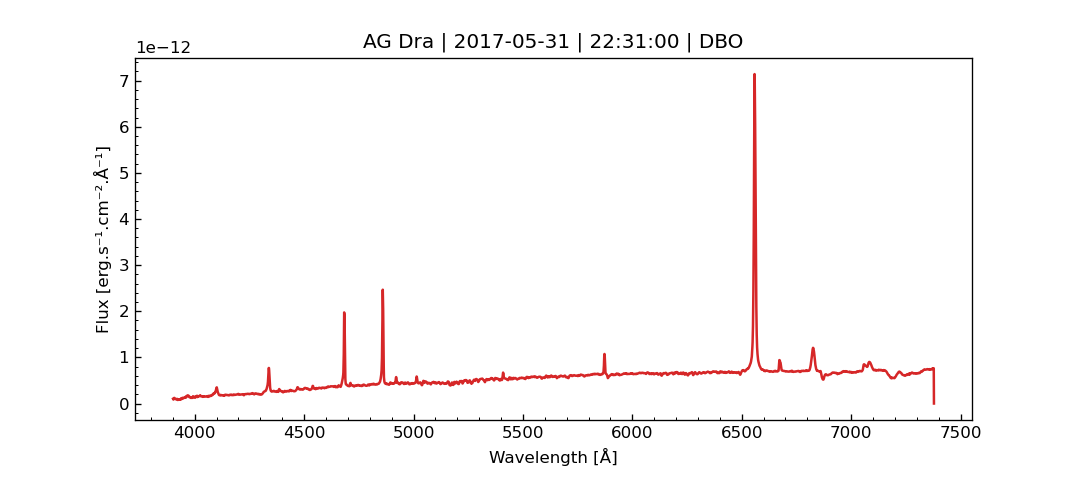 AG Dra | 2017-05-31 | 22:31:00 | DBO
1e−12
7
6
5
4
3
2
1
0
Flux [erg.s⁻¹.cm⁻².Å⁻¹]
4000 4500 5000 5500 6000 6500 7000 7500
Wavelength [Å]